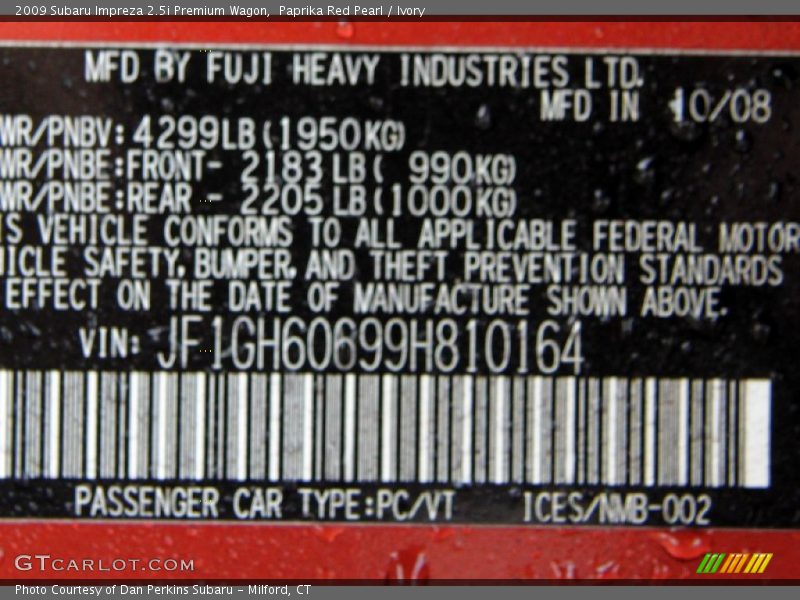 2009 Subaru Impreza 2.5i Premium Wagon,  Paprika Red Pearl / Ivory
MFD BY FUJI HEAVY INDUSTRIES LTD.
MFD IN 10/08
WR/PNBV: 4299LB(1950KG)
WR/PNBE:FRONT- 2183 LB( 990KG)
WR/PNBE:REAR - 2205 LB(1000KG)
IS VEHICLE CONFORMS TO ALL APPLICABLE FEDERAL MOTOR
ICLE SAFETY, BUMPER, AND THEFT PREVENTION STANDARDS
EFFECT ON THE DATE OF MANUFACTURE SHOWN ABOVE.
VIN: JF1GH60699H810164
PASSENGER CAR TYPE:PC/VT ICES/NMB-002
GTCARLOT.COM
Photo Courtesy of Dan Perkins Subaru - Milford, CT